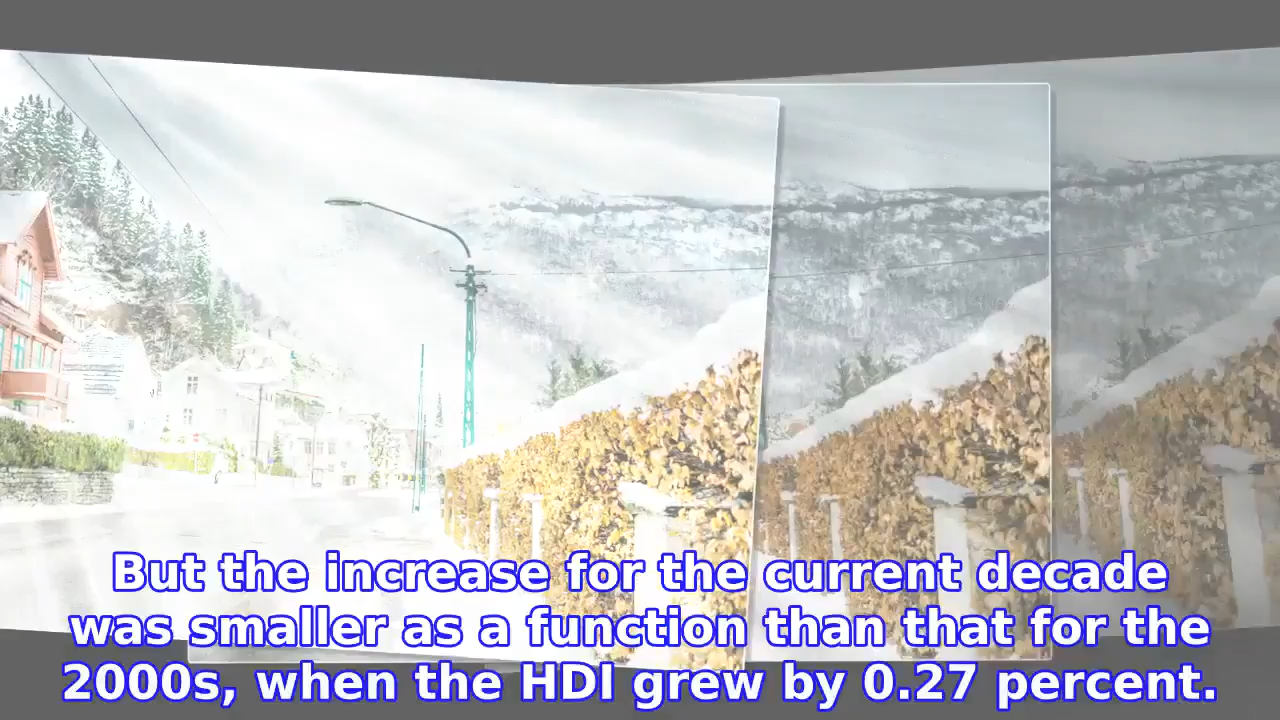 But the increase for the current decade
was smaller as a function than that for the
2000s, when the HDI grew by 0.27 percent.